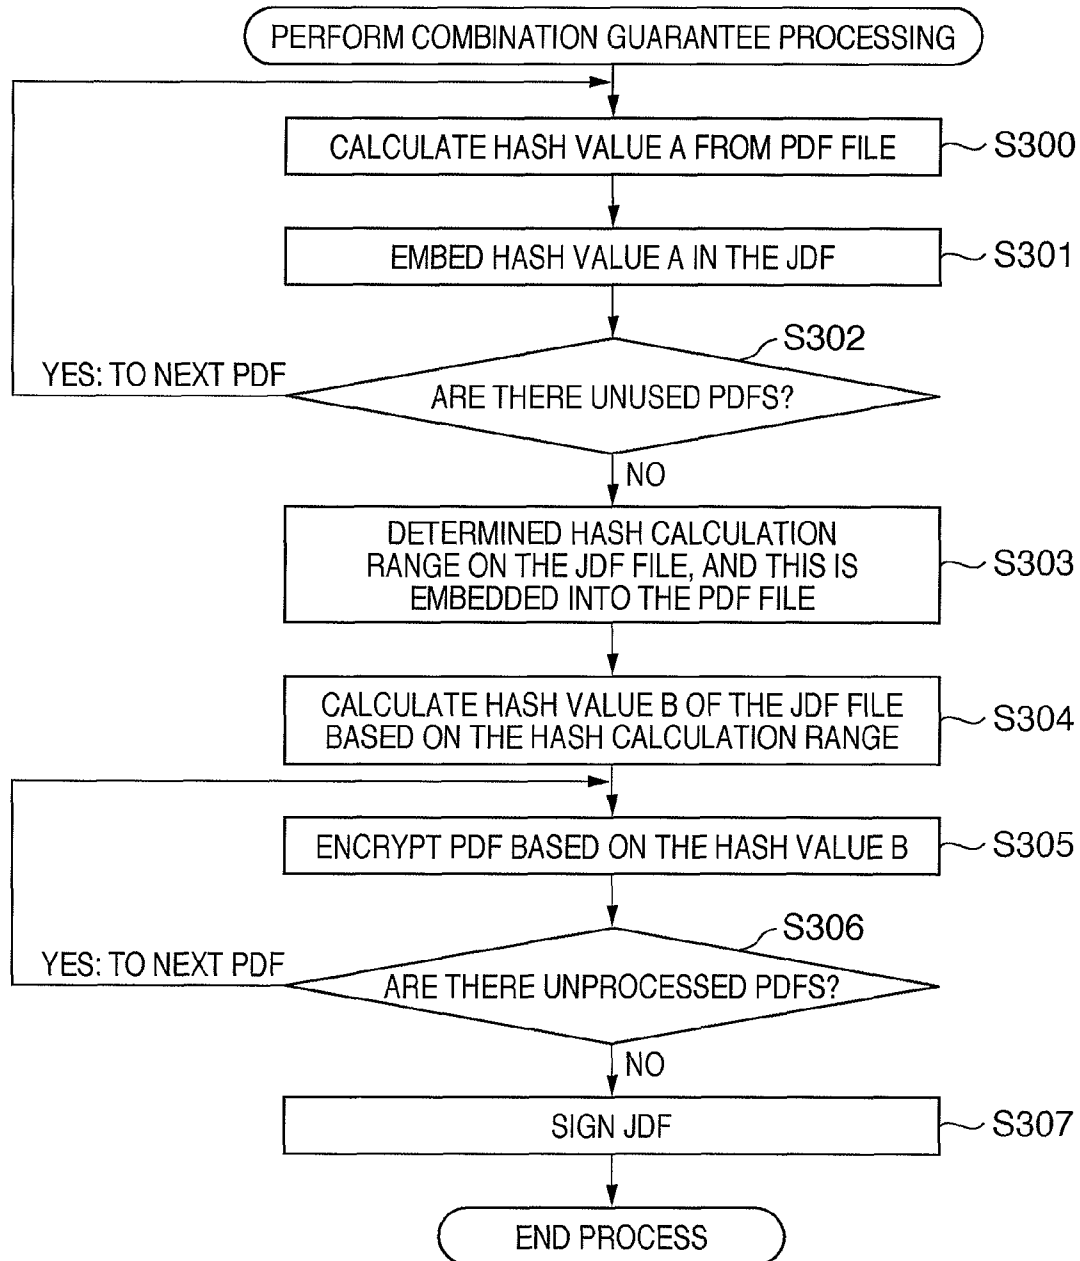 PERFORM COMBINATION GUARANTEE PROCESSING
CALCULATE HASH VALUE A FROM PDF FILE
S300
EMBED HASH VALUE A IN THE JDF
S301
S302
YES: TO NEXT PDF
ARE THERE UNUSED PDFS?
NO
DETERMINED HASH CALCULATION
RANGE ON THE JDF FILE, AND THIS IS
EMBEDDED INTO THE PDF FILE
S303
CALCULATE HASH VALUE B OF THE JDF FILE
BASED ON THE HASH CALCULATION RANGE
S304
ENCRYPT PDF BASED ON THE HASH VALUE B
S305
S306
YES: TO NEXT PDF
ARE THERE UNPROCESSED PDFS?
NO
SIGN JDF
S307
END PROCESS